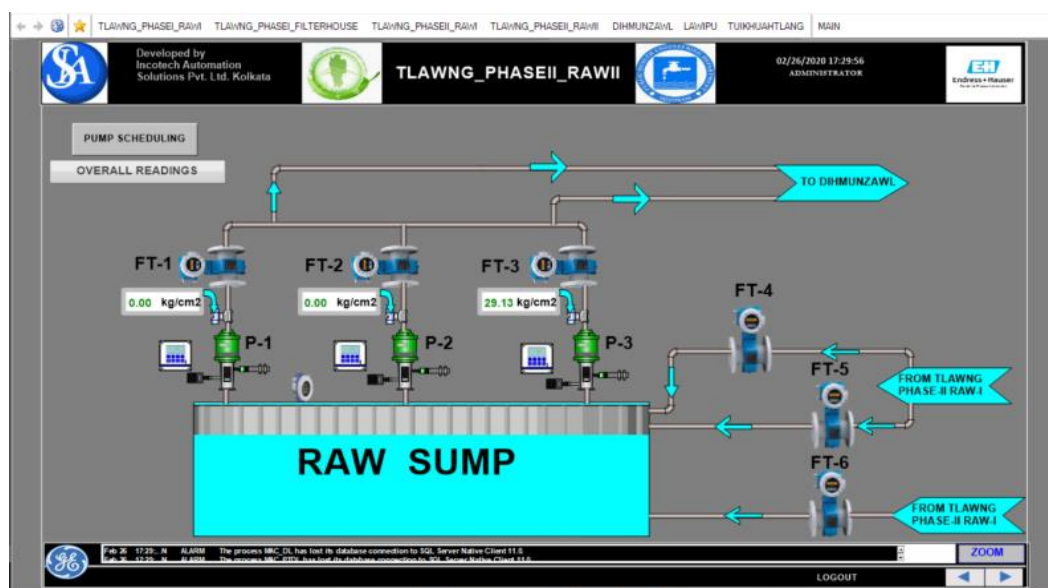 TLAWNG_PHASEI_RAWI TLAWNG_PHASEI_FILTERHOUSE TLAWNG_PHASEII_RAWI TLAWNG_PHASEII_RAWII DIHMUNZAWL LAWIPU TUIKHUAHTLANG MAIN
Developed by
Incotech Automation
Solutions Pvt. Ltd. Kolkata
TLAWNG_PHASEII_RAWII
02/26/2020 17:29:56
ADMINISTRATOR
EH
Endress+Hauser
PUMP SCHEDULING
OVERALL READINGS
TO DIHMUNZAWL
FT-1
FT-2
FT-3
0.00 kg/cm2
0.00 kg/cm2
29.13 kg/cm2
P-1
P-2
P-3
FT-4
FT-5
FROM TLAWNG
PHASE-II RAW-I
RAW SUMP
FT-6
FROM TLAWNG
PHASE-II RAW-I
Feb 26 17:29:..N ALARM The process MAC_DL has lost its database connection to SQL Server Native Client 11.0.
ZOOM
LOGOUT